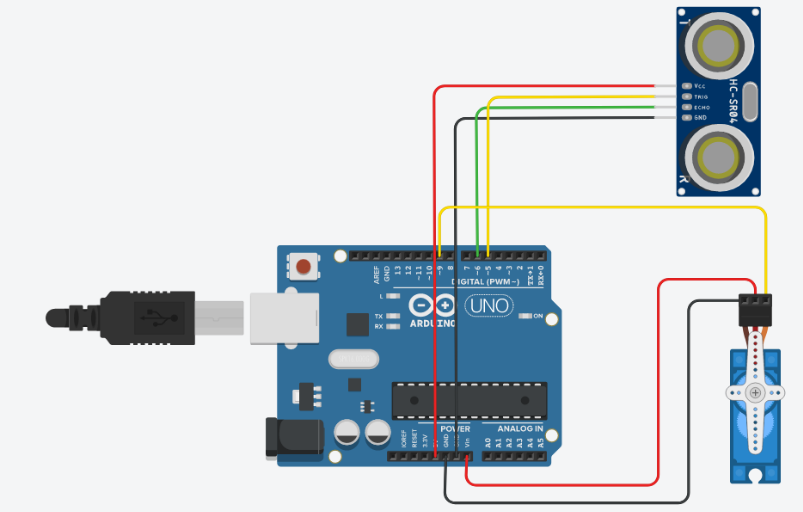 T
VCC
TRIG
ECHO
GND
HC-SR04
R
AREF
GND
13
12
~11
~10
~9
8
7
~6
~5
4
~3
2
TX→1
RX←0
DIGITAL (PWM~)
L
TX
RX
ARDUINO
UNO
ON
POWER
ANALOG IN
IOREF
RESET
3.3V
GND
Vin
A0
A1
A2
A3
A4
A5